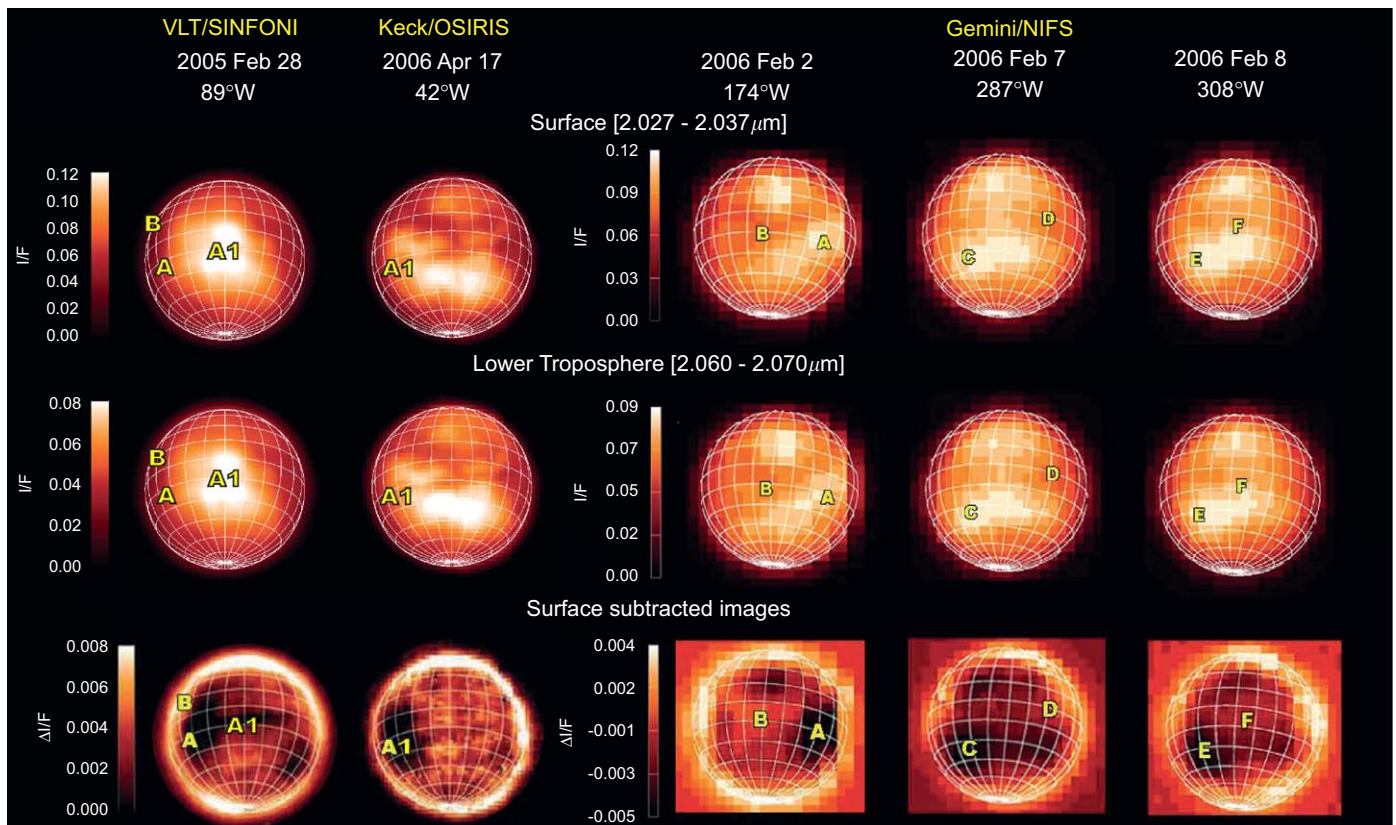 VLT/SINFONI Keck/OSIRIS Gemini/NIFS
2005 Feb 28 2006 Apr 17 2006 Feb 2 2006 Feb 7 2006 Feb 8
89°W 42°W 174°W 287°W 308°W
Surface [2.027 - 2.037μm]
I/F
0.12
0.10
0.08
0.06
0.04
0.02
0.00
B
A
A1
A1
I/F
0.12
0.09
0.06
0.03
0.00
B
A
C
D
E
F
Lower Troposphere [2.060 - 2.070μm]
I/F
0.08
0.06
0.04
0.02
0.00
B
A
A1
A1
I/F
0.09
0.07
0.05
0.02
0.00
B
A
C
D
E
F
Surface subtracted images
ΔI/F
0.008
0.006
0.004
0.002
0.000
B
A
A1
A1
ΔI/F
0.004
0.002
-0.001
-0.003
-0.005
B
A
C
D
E
F